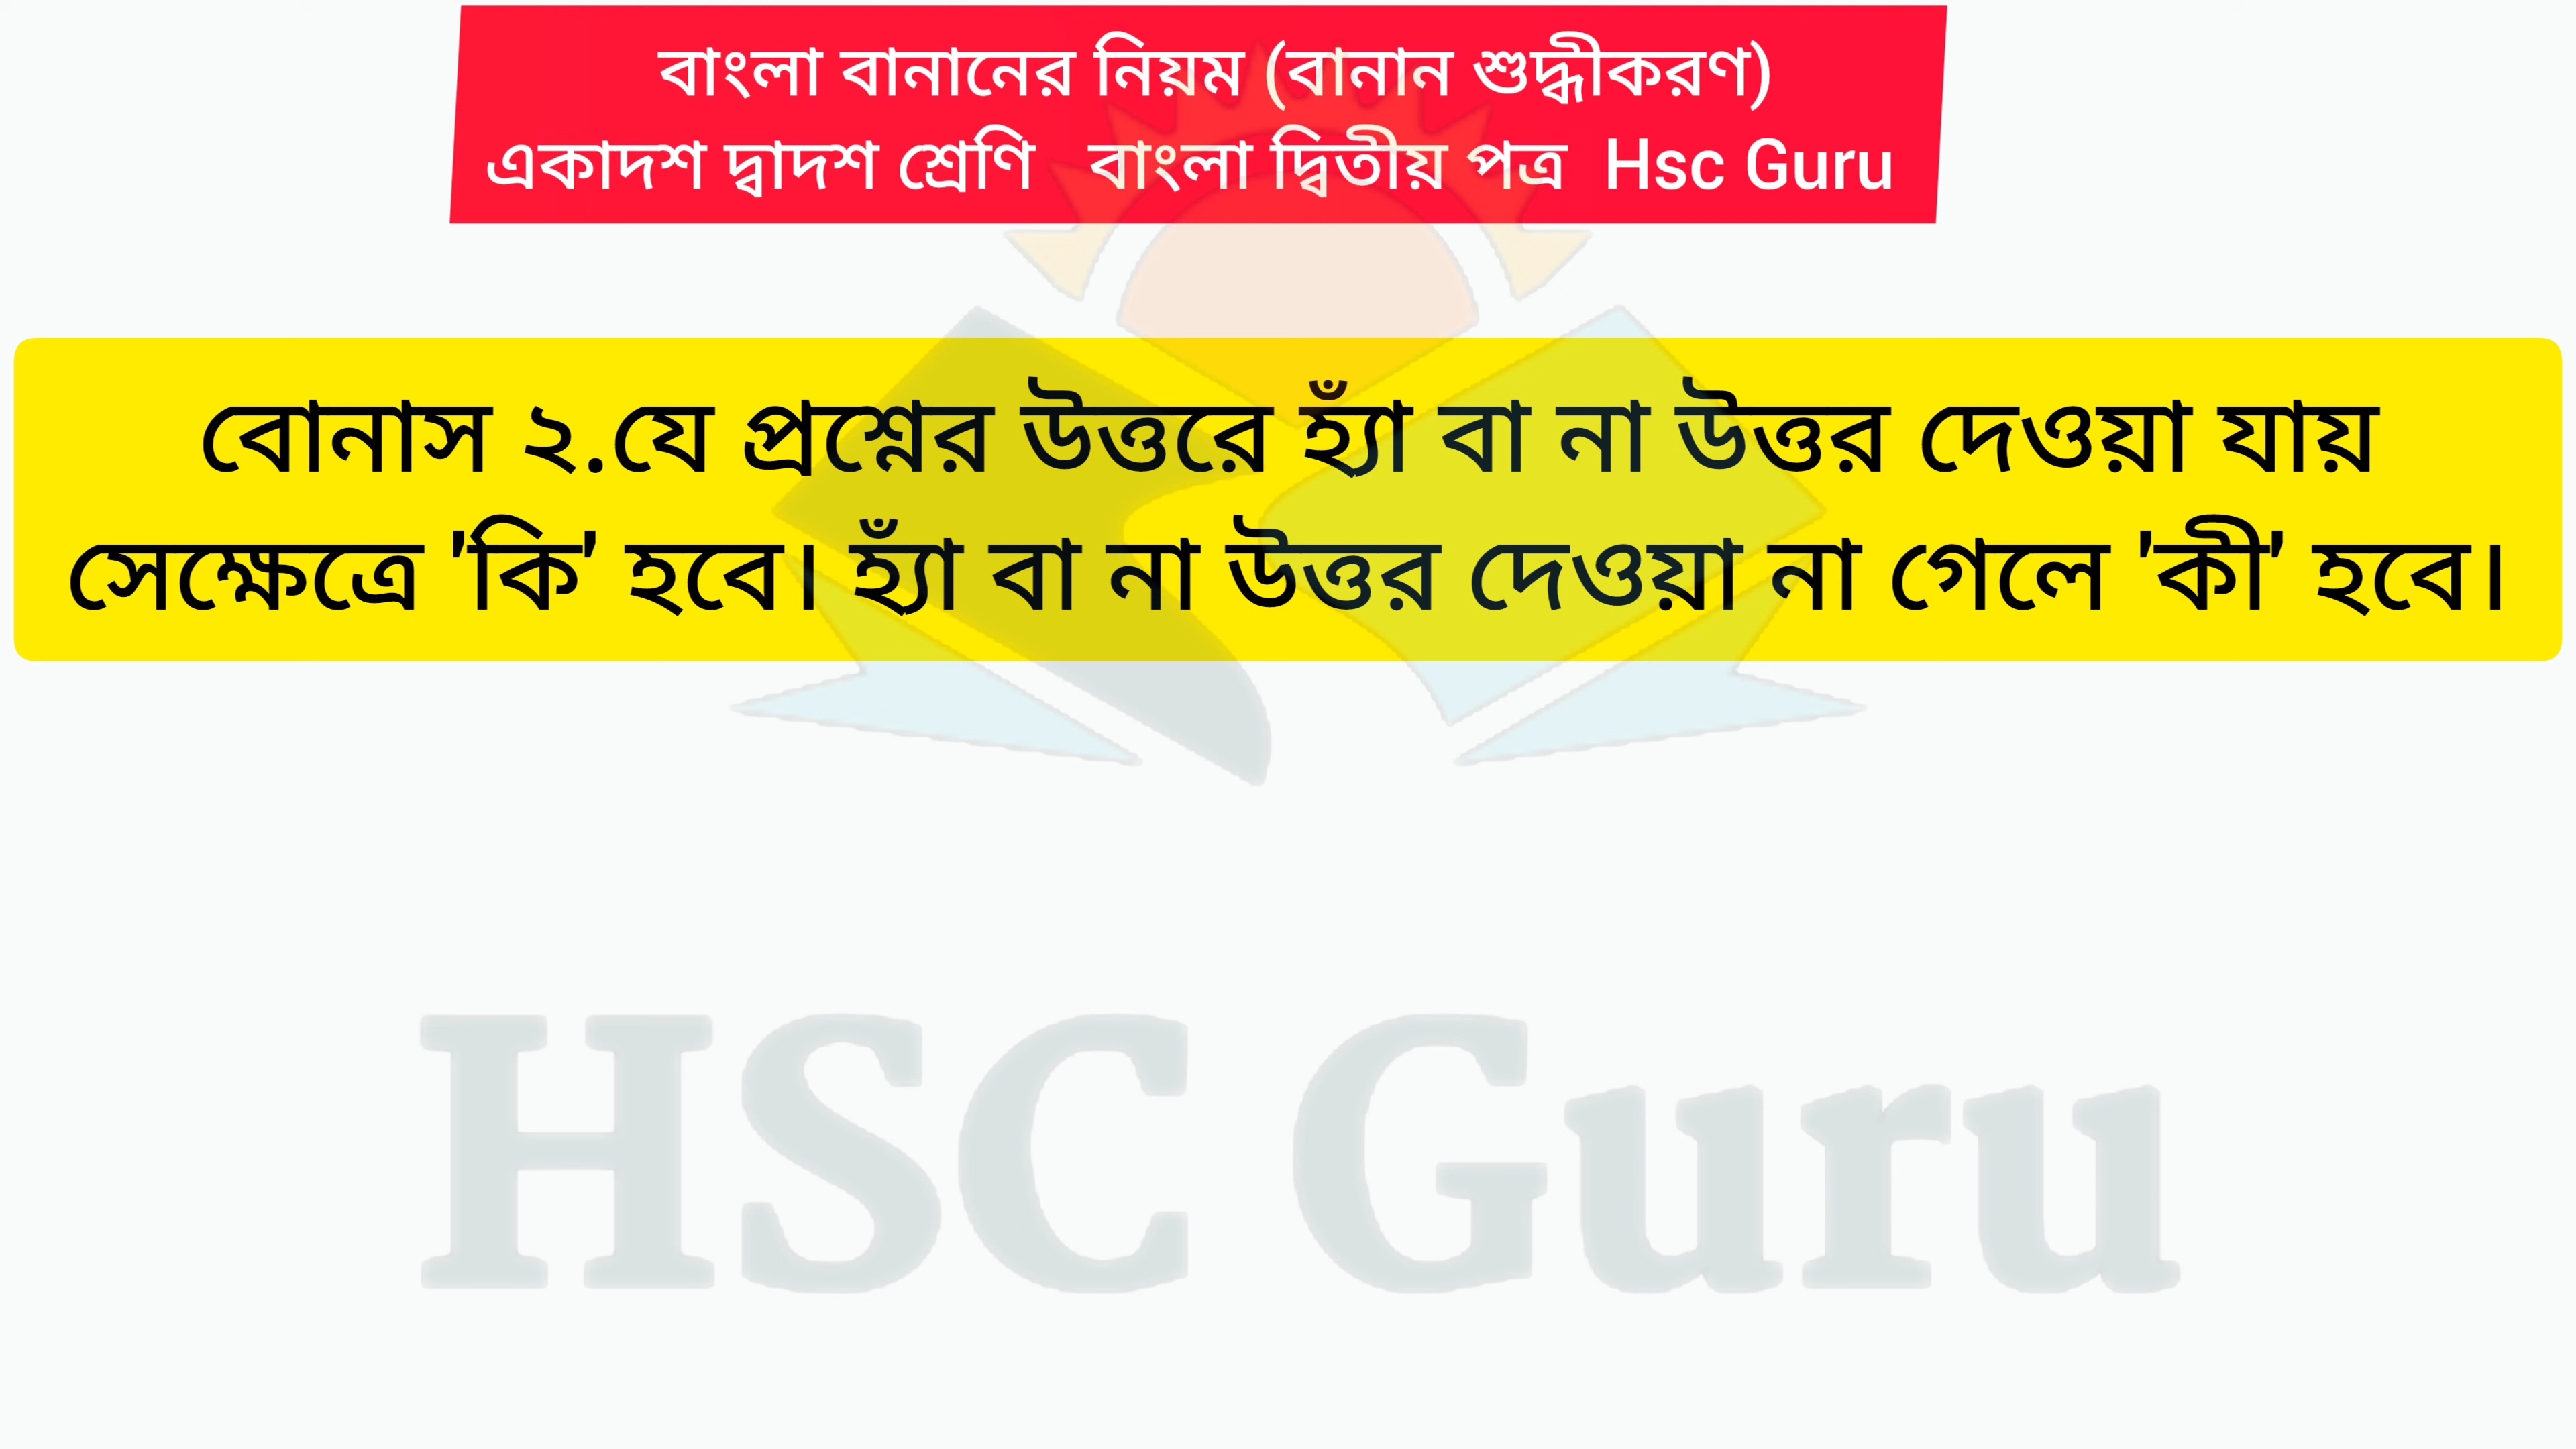 বাংলা বানানের নিয়ম (বানান শুদ্ধীকরণ)
একাদশ দ্বাদশ শ্রেণি বাংলা দ্বিতীয় পত্র Hsc Guru
বোনাস ২.যে প্রশ্নের উত্তরে হ্যাঁ বা না উত্তর দেওয়া যায়
সেক্ষেত্রে 'কি' হবে। হ্যাঁ বা না উত্তর দেওয়া না গেলে 'কী' হবে।
HSC Guru